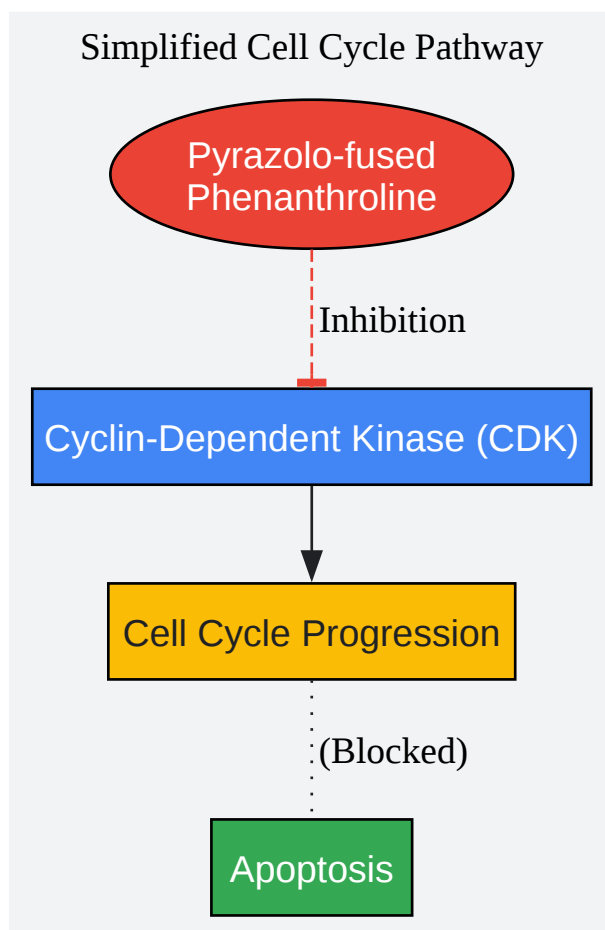 Simplified Cell Cycle Pathway
Pyrazolo-fused
Phenanthroline
Inhibition
Cyclin-Dependent Kinase (CDK)
Cell Cycle Progression
(Blocked)
Apoptosis